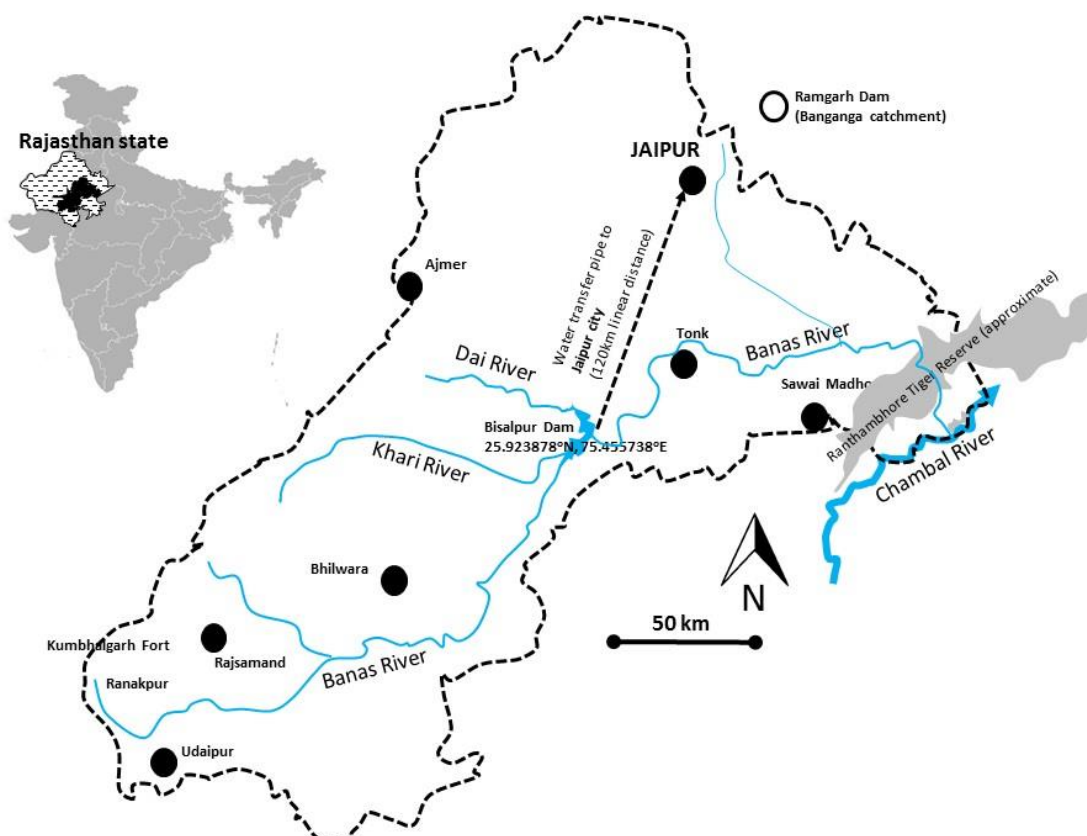 Rajasthan state
Ramgarh Dam
(Banganga catchment)
JAIPUR
Ajmer
Water transfer pipe to
Jaipur city
(120km linear distance)
Tonk
Banas River
Dai River
Sawai Madho
Ranthambhore Tiger Reserve (approximate)
Bisalpur Dam
25.923878ºN, 75.455738ºE
Khari River
Chambal River
Bhilwara
N
50 km
Kumbhalgarh Fort
Rajsamand
Banas River
Ranakpur
Udaipur